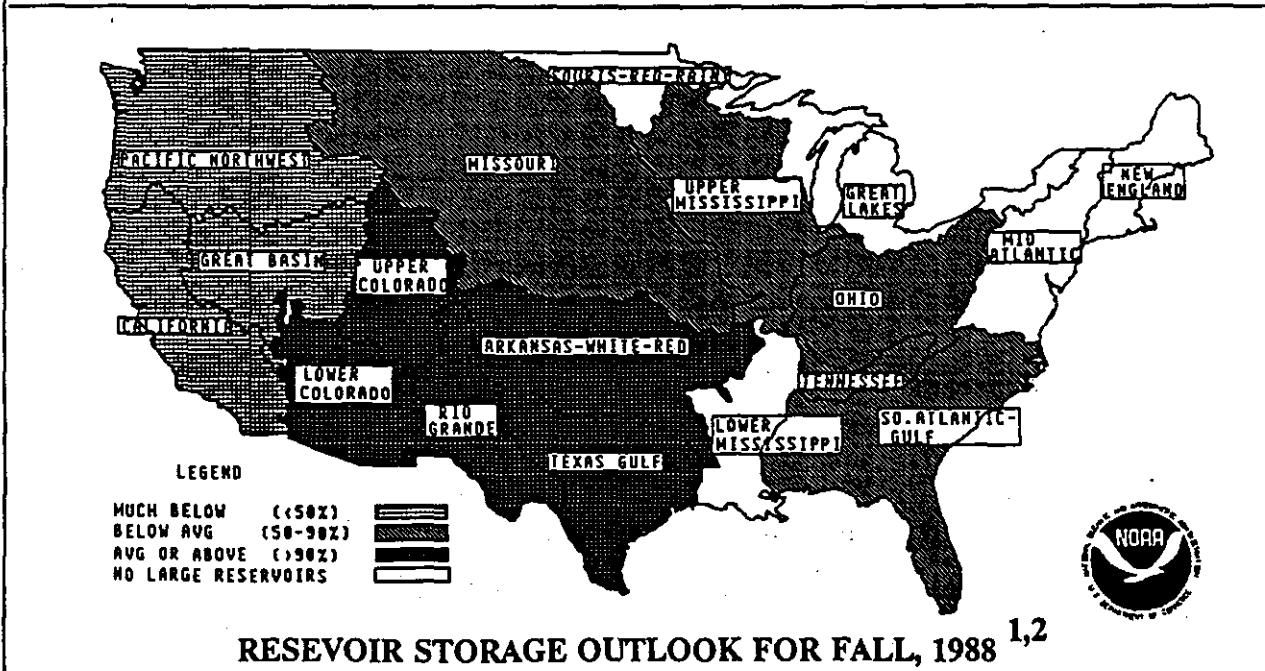 SOURIS-RED-RAINY
PACIFIC NORTHWEST
MISSOURI
UPPER
MISSISSIPPI
GREAT
LAKES
NEW
ENGLAND
MID
ATLANTIC
GREAT BASIN
UPPER
COLORADO
OHIO
CALIFORNIA
ARKANSAS-WHITE-RED
LOWER
COLORADO
TENNESSEE
RIO
GRANDE
LOWER
MISSISSIPPI
SO.ATLANTIC-
GULF
TEXAS GULF
LEGEND
MUCH BELOW (<50%)
BELOW AVG (50-90%)
AVG OR ABOVE (>90%)
NO LARGE RESERVOIRS
NOAA
U.S. DEPARTMENT OF COMMERCE
RESEVOIR STORAGE OUTLOOK FOR FALL, 1988 1,2